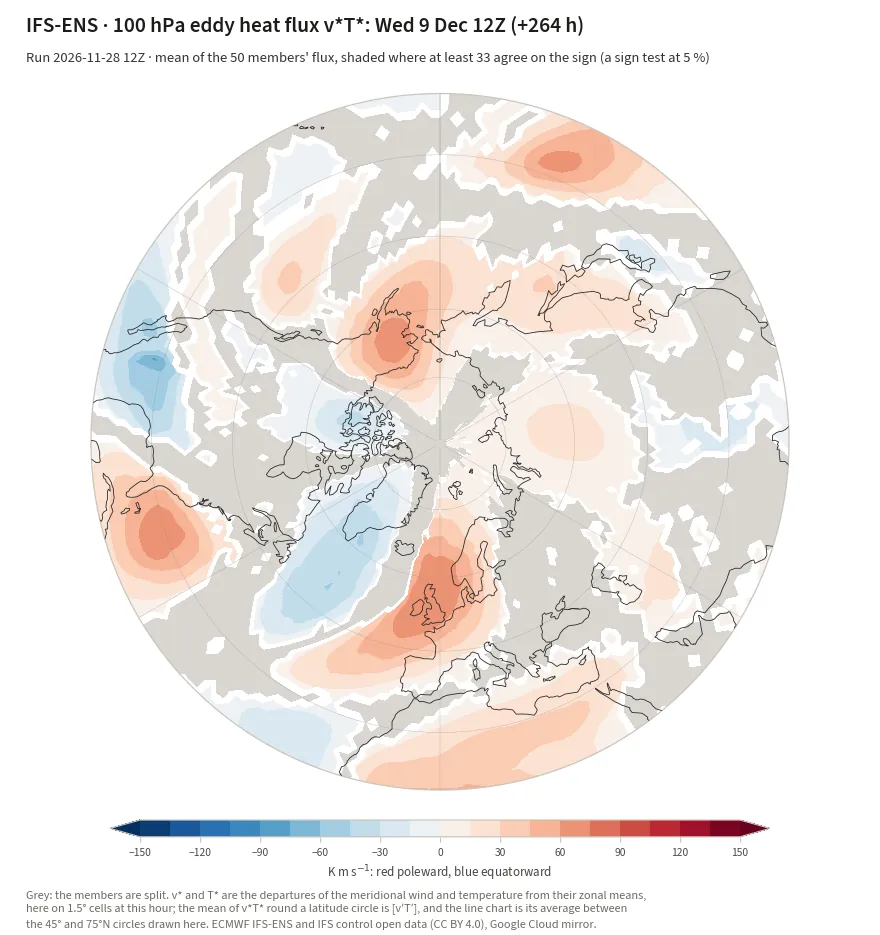 IFS-ENS · 100 hPa eddy heat flux v*T*: Wed 9 Dec 12Z (+264 h)
Run 2026-11-28 12Z · mean of the 50 members' flux, shaded where at least 33 agree on the sign (a sign test at 5 %)
−150 −120 −90 −60 −30 0 30 60 90 120 150
K m s⁻¹: red poleward, blue equatorward
Grey: the members are split. v* and T* are the departures of the meridional wind and temperature from their zonal means,
here on 1.5° cells at this hour; the mean of v*T* round a latitude circle is [v′T′], and the line chart is its average between
the 45° and 75°N circles drawn here. ECMWF IFS-ENS and IFS control open data (CC BY 4.0), Google Cloud mirror.